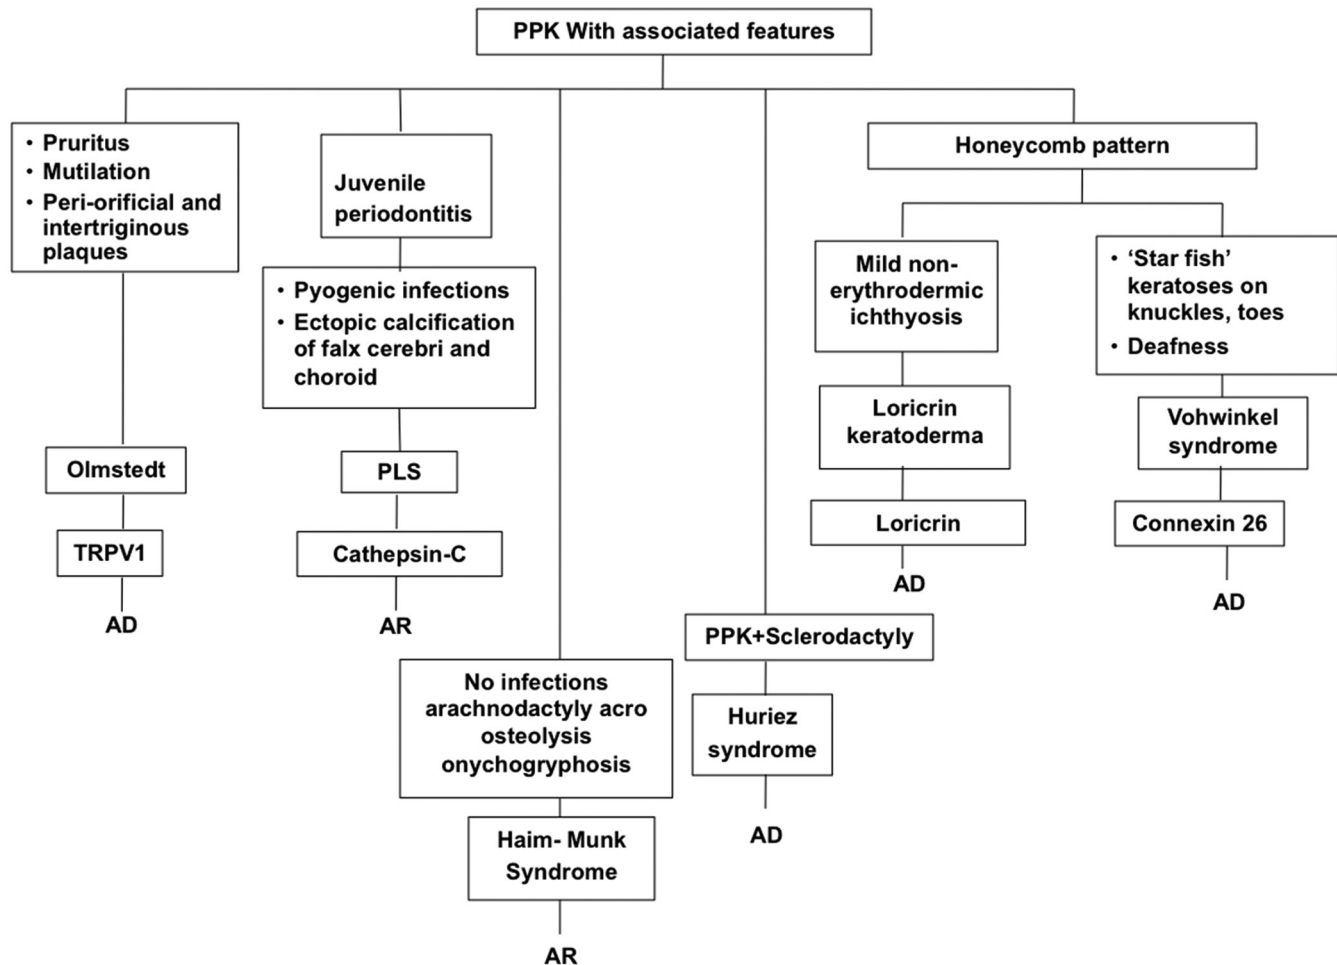 PPK With associated features
• Pruritus
• Mutilation
• Peri-orificial and
intertriginous
plaques
Olmstedt
TRPV1
AD
Juvenile
periodontitis
• Pyogenic infections
• Ectopic calcification
of falx cerebri and
choroid
PLS
Cathepsin-C
AR
No infections
arachnodactyly acro
osteolysis
onychogryphosis
Haim- Munk
Syndrome
AR
PPK+Sclerodactyly
Huriez
syndrome
AD
Honeycomb pattern
Mild non-
erythrodermic
ichthyosis
Loricrin
keratoderma
Loricrin
AD
• ‘Star fish’
keratoses on
knuckles, toes
• Deafness
Vohwinkel
syndrome
Connexin 26
AD